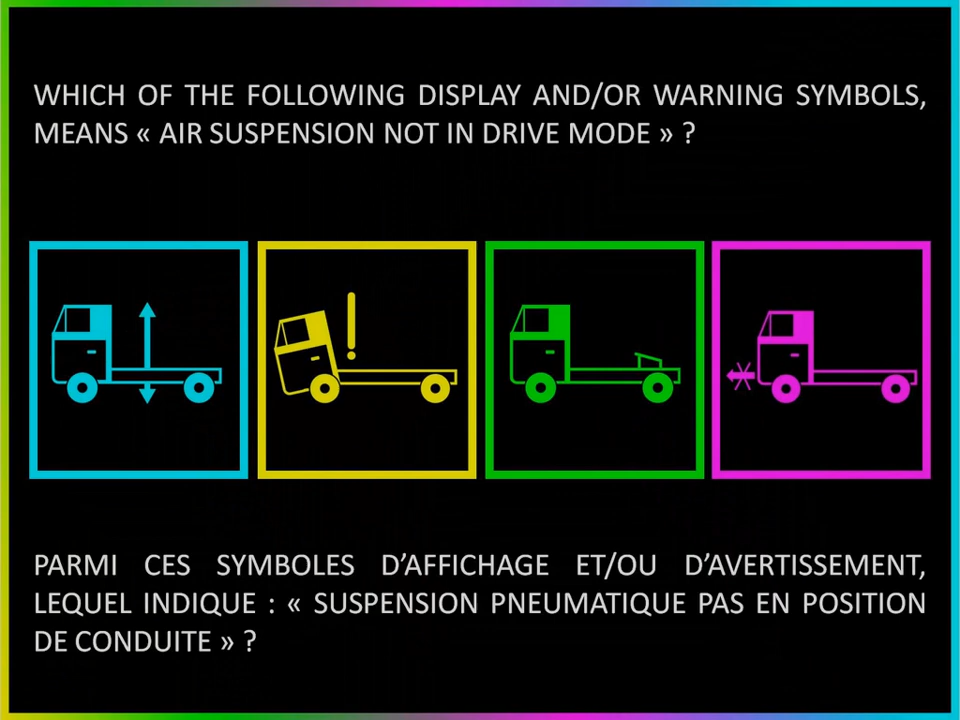 WHICH OF THE FOLLOWING DISPLAY AND/OR WARNING SYMBOLS,
MEANS « AIR SUSPENSION NOT IN DRIVE MODE » ?
PARMI CES SYMBOLES D’AFFICHAGE ET/OU D’AVERTISSEMENT,
LEQUEL INDIQUE : « SUSPENSION PNEUMATIQUE PAS EN POSITION
DE CONDUITE » ?